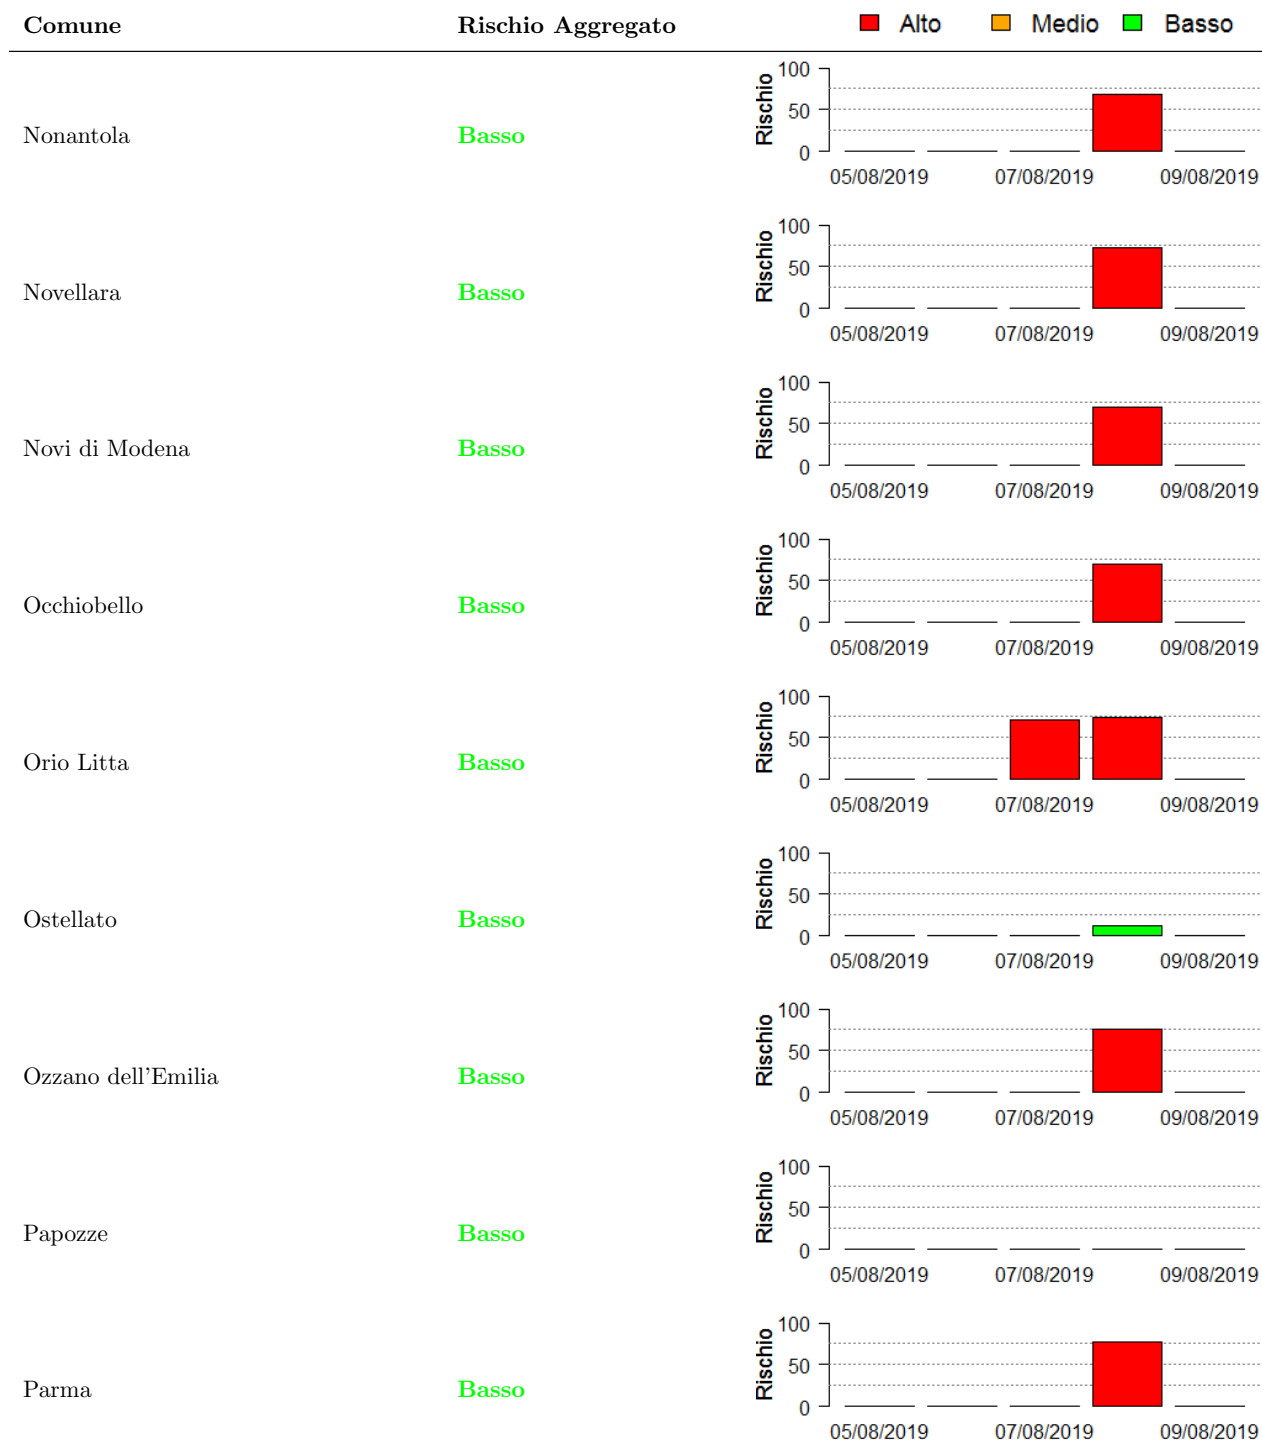 Comune Rischio Aggregato Alto Medio Basso
100
50
0
Rischio
Nonantola Basso
05/08/2019 07/08/2019 09/08/2019
100
50
0
Rischio
Novellara Basso
05/08/2019 07/08/2019 09/08/2019
100
50
0
Rischio
Novi di Modena Basso
05/08/2019 07/08/2019 09/08/2019
100
50
0
Rischio
Occhiobello Basso
05/08/2019 07/08/2019 09/08/2019
100
50
0
Rischio
Orio Litta Basso
05/08/2019 07/08/2019 09/08/2019
100
50
0
Rischio
Ostellato Basso
05/08/2019 07/08/2019 09/08/2019
100
50
0
Rischio
Ozzano dell'Emilia Basso
05/08/2019 07/08/2019 09/08/2019
100
50
0
Rischio
Papozze Basso
05/08/2019 07/08/2019 09/08/2019
100
50
0
Rischio
Parma Basso
05/08/2019 07/08/2019 09/08/2019